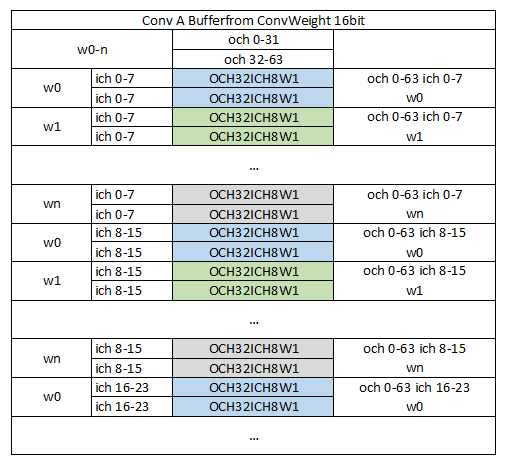 Conv A Bufferfrom ConvWeight 16bit
w0-n
och 0-31
och 32-63
w0
ich 0-7 OCH32ICH8W1 och 0-63 ich 0-7
ich 0-7 OCH32ICH8W1 w0
w1
ich 0-7 OCH32ICH8W1 och 0-63 ich 0-7
ich 0-7 OCH32ICH8W1 w1
...
wn
ich 0-7 OCH32ICH8W1 och 0-63 ich 0-7
ich 0-7 OCH32ICH8W1 wn
w0
ich 8-15 OCH32ICH8W1 och 0-63 ich 8-15
ich 8-15 OCH32ICH8W1 w0
w1
ich 8-15 OCH32ICH8W1 och 0-63 ich 8-15
ich 8-15 OCH32ICH8W1 w1
...
wn
ich 8-15 OCH32ICH8W1 och 0-63 ich 8-15
ich 8-15 OCH32ICH8W1 wn
w0
ich 16-23 OCH32ICH8W1 och 0-63 ich 16-23
ich 16-23 OCH32ICH8W1 w0
...